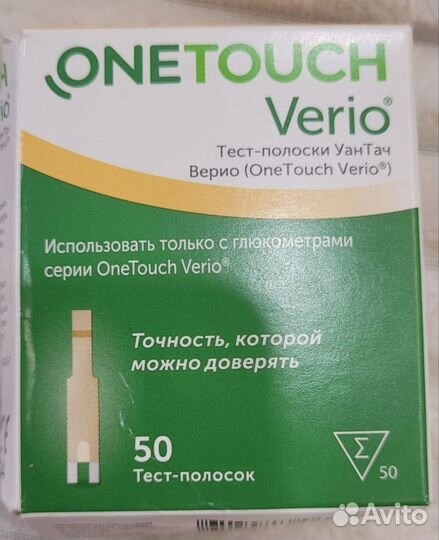 ONETOUCH
Verio®
Тест-полоски УанТач
Верио (OneTouch Verio®)
Использовать только с глюкометрами
серии OneTouch Verio®
Точность, которой
можно доверять
50
Тест-полосок
Σ 50
Avito